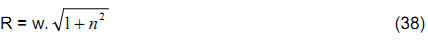 R = w. √1 + n² (38)